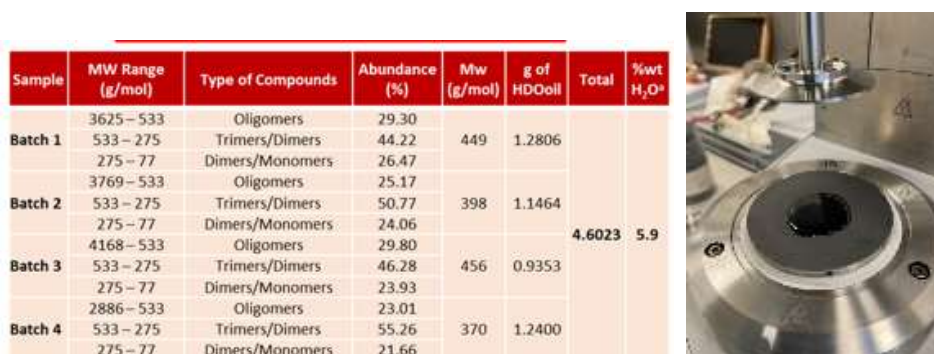 Sample MW Range (g/mol) Type of Compounds Abundance (%) Mw (g/mol) g of HDOoil Total %wt H₂Oᵃ
Batch 1 3625 – 533 Oligomers 29.30 449 1.2806 4.6023 5.9
533 – 275 Trimers/Dimers 44.22
275 – 77 Dimers/Monomers 26.47
Batch 2 3769 – 533 Oligomers 25.17 398 1.1464
533 – 275 Trimers/Dimers 50.77
275 – 77 Dimers/Monomers 24.06
Batch 3 4168 – 533 Oligomers 29.80 456 0.9353
533 – 275 Trimers/Dimers 46.28
275 – 77 Dimers/Monomers 23.93
Batch 4 2886 – 533 Oligomers 23.01 370 1.2400
533 – 275 Trimers/Dimers 55.26
275 – 77 Dimers/Monomers 21.66